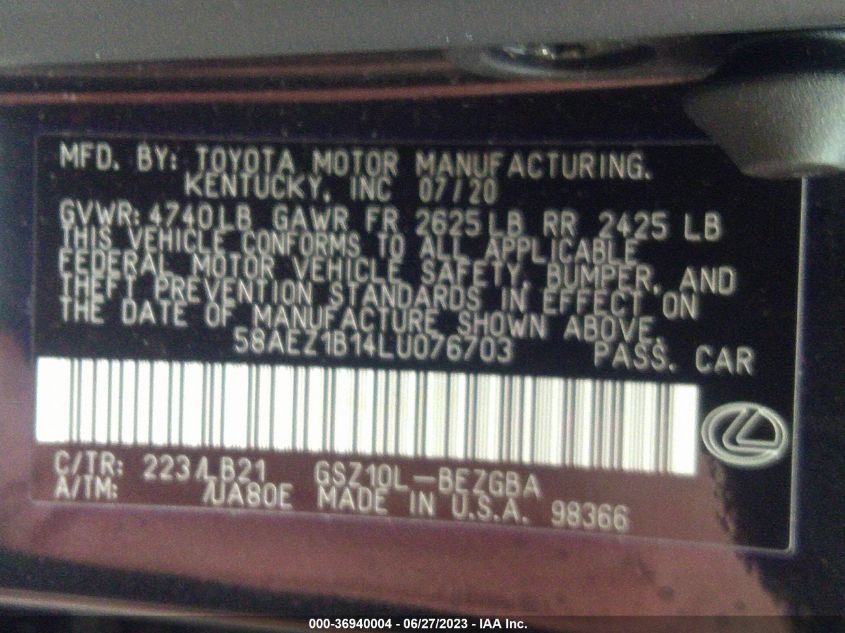 MFD. BY: TOYOTA MOTOR MANUFACTURING.
KENTUCKY, INC 07/20
GVWR: 4740LB GAWR FR 2625LB RR 2425 LB
THIS VEHICLE CONFORMS TO ALL APPLICABLE
FEDERAL MOTOR VEHICLE SAFETY, BUMPER, AND
THEFT PREVENTION STANDARDS IN EFFECT ON
THE DATE OF MANUFACTURE SHOWN ABOVE.
58AEZ1B14LU076703 PASS. CAR
C/TR: 223/LB21 GSZ10L-BEZGBA
A/TM: /UA80E MADE IN U.S.A. 98366
000-36940004 - 06/27/2023 - IAA Inc.